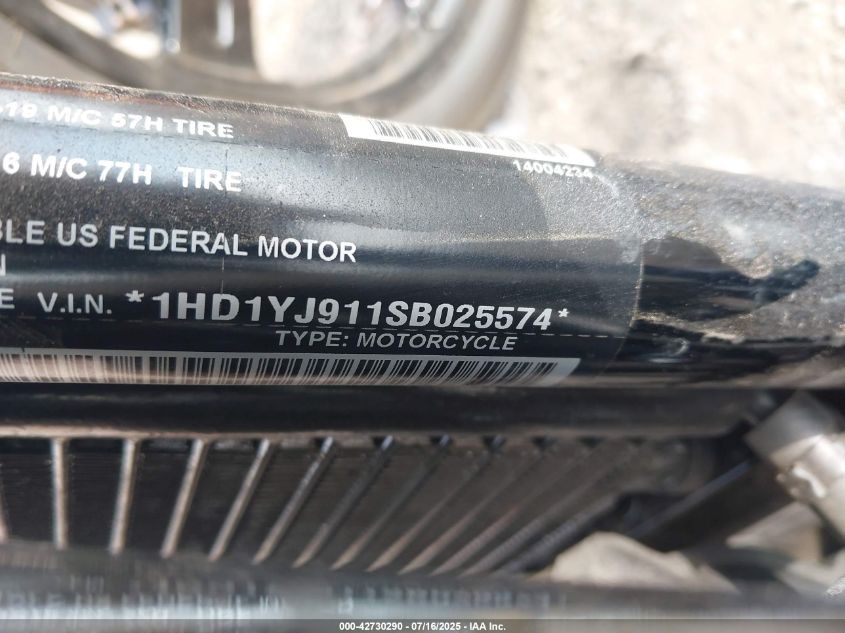 -19 M/C 57H TIRE
14004234
6 M/C 77H TIRE
BLE US FEDERAL MOTOR
N
E V.I.N. *1HD1YJ911SB025574*
TYPE: MOTORCYCLE
000-42730290 - 07/16/2025 - IAA Inc.